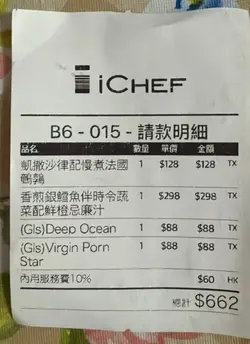 iCHEF
B6 - 015 - 請款明細
品名 數量 單價 金額
凱撒沙律配慢煮法國 1 $128 $128 TX
鵪鶉
香煎銀鱈魚伴時令蔬 1 $298 $298 TX
菜配鮮橙忌廉汁
(Gls)Deep Ocean 1 $88 $88 TX
(Gls)Virgin Porn 1 $88 $88 TX
Star
內用服務費10% $60 HK
總計 $662